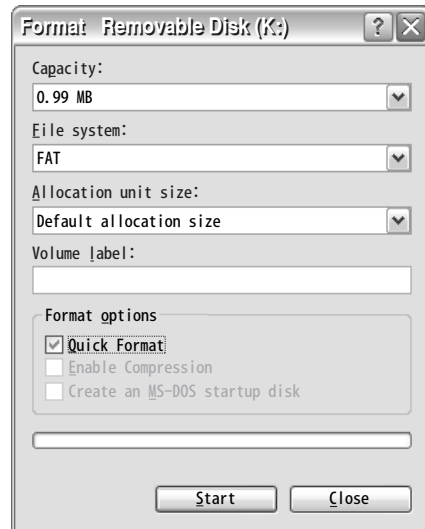 Format Removable Disk (K:)
?
Capacity:
0.99 MB
File system:
FAT
Allocation unit size:
Default allocation size
Volume label:
Format options
Quick Format
Enable Compression
Create an MS-DOS startup disk
Start Close